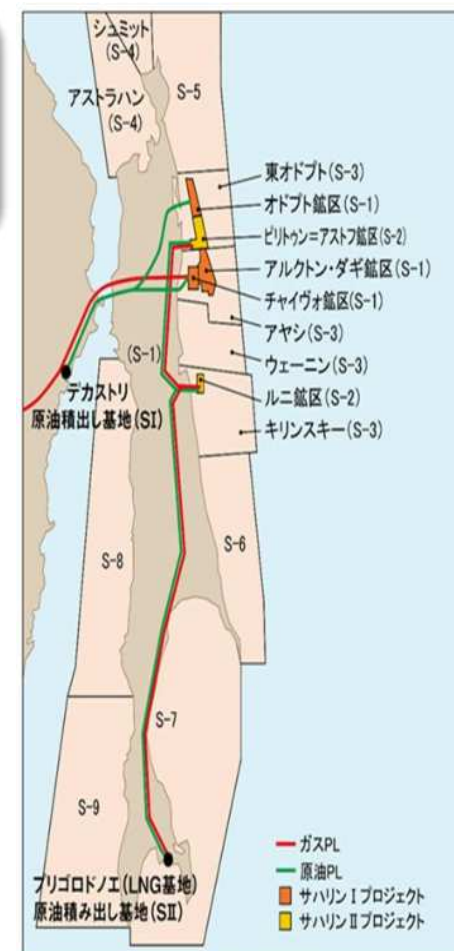 シュミット
(S-4)
アストラハン
(S-4)
S-5
東オドプト(S-3)
オドプト鉱区(S-1)
ピリトゥン=アストフ鉱区(S-2)
アルクトン・ダギ鉱区(S-1)
チャイヴォ鉱区(S-1)
アヤシ(S-3)
ウェーニン(S-3)
ルニ鉱区(S-2)
キリンスキー(S-3)
(S-1)
デカストリ
原油積出し基地(SⅠ)
S-8
S-6
S-7
S-9
プリゴロドノエ(LNG基地)
原油積み出し基地(SⅡ)
ガスPL
原油PL
サハリンⅠプロジェクト
サハリンⅡプロジェクト